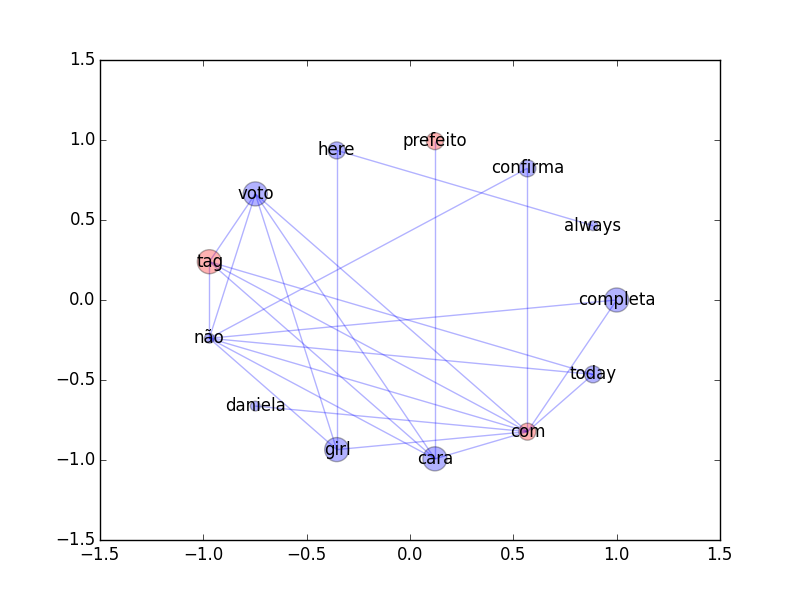 1.5
1.0
0.5
0.0
−0.5
−1.0
−1.5
−1.5
−1.0
−0.5
0.0
0.5
1.0
1.5
prefeito
here
confirma
voto
always
tag
completa
não
today
daniela
com
girl
cara